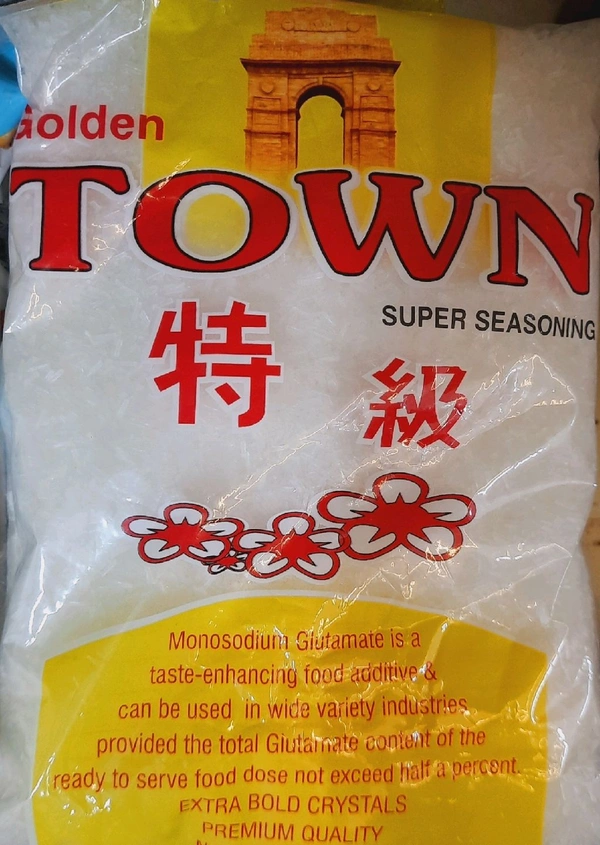 Golden
TOWN
SUPER SEASONING
特級
Monosodium Glutamate is a
taste-enhancing food additive &
can be used in wide variety industries
provided the total Glutamate content of the
ready to serve food dose not exceed half a percent.
EXTRA BOLD CRYSTALS
PREMIUM QUALITY